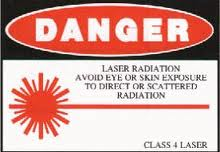 DANGER
LASER RADIATION
AVOID EYE OR SKIN EXPOSURE
TO DIRECT OR SCATTERED
RADIATION
CLASS 4 LASER